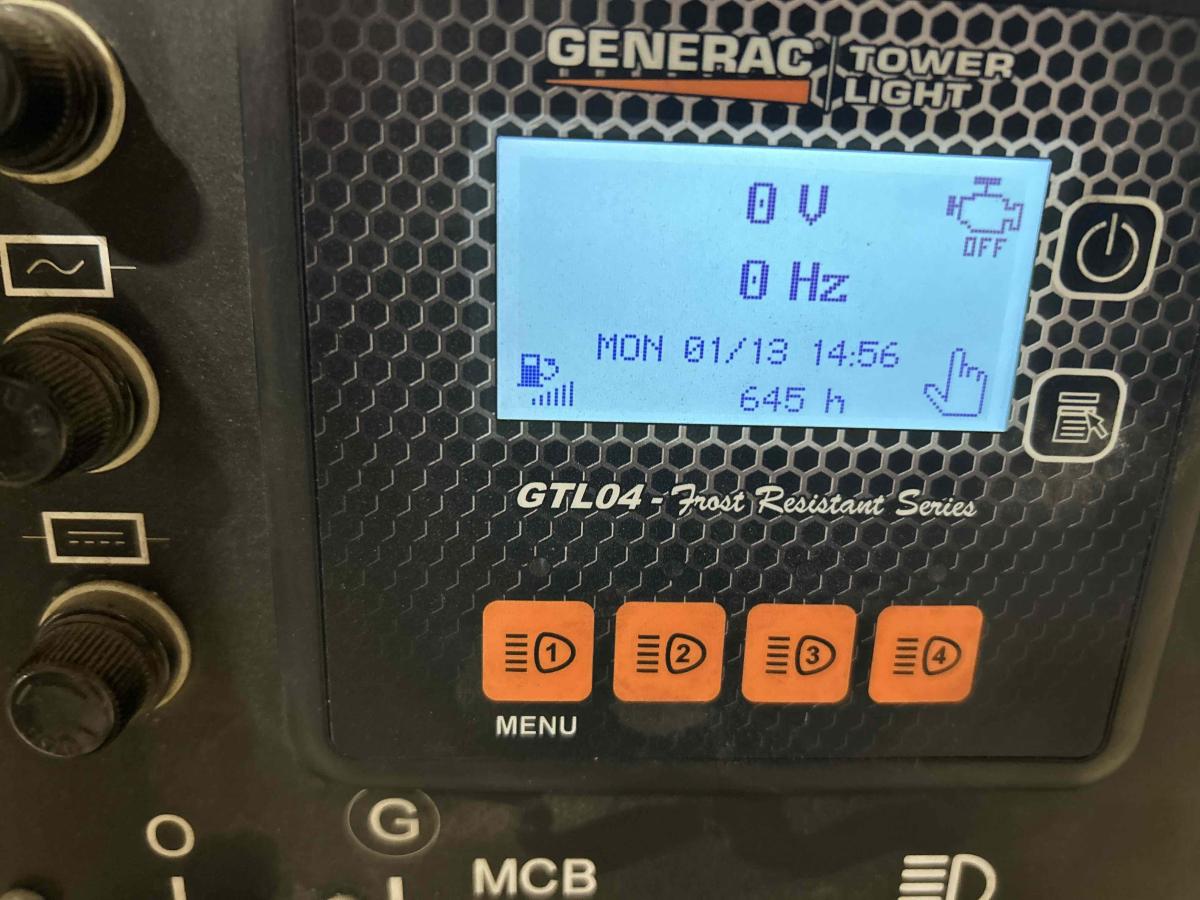 GENERAC
TOWER
LIGHT
0 V
OFF
0 Hz
MON 01/13 14:56
645 h
GTL04 - Frost Resistant Series
1
2
3
4
MENU
O
G
MCB